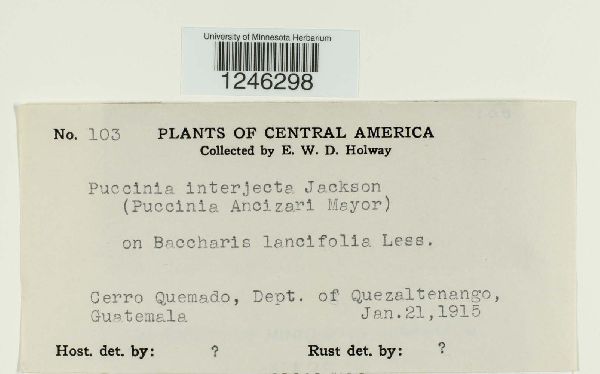 University of Minnesota Herbarium
1246298
No. 103 PLANTS OF CENTRAL AMERICA
Collected by E. W. D. Holway
Puccinia interjecta Jackson
(Puccinia Ancizari Mayor)
on Baccharis lancifolia Less.
Cerro Quemado, Dept. of Quezaltenango,
Guatemala Jan.21,1915
Host. det. by: ? Rust det. by: ?